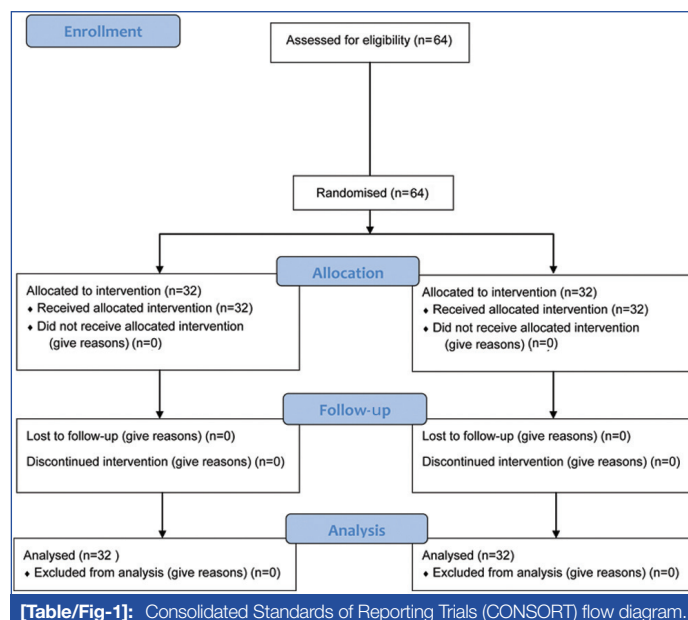 Enrollment
Assessed for eligibility (n=64)
Randomised (n=64)
Allocation
Allocated to intervention (n=32)
♦ Received allocated intervention (n=32)
♦ Did not receive allocated intervention
(give reasons) (n=0)
Allocated to intervention (n=32)
♦ Received allocated intervention (n=32)
♦ Did not receive allocated intervention
(give reasons) (n=0)
Follow-up
Lost to follow-up (give reasons) (n=0)
Discontinued intervention (give reasons) (n=0)
Lost to follow-up (give reasons) (n=0)
Discontinued intervention (give reasons) (n=0)
Analysis
Analysed (n=32 )
♦ Excluded from analysis (give reasons) (n=0)
Analysed (n=32)
♦ Excluded from analysis (give reasons) (n=0)
[Table/Fig-1]: Consolidated Standards of Reporting Trials (CONSORT) flow diagram.